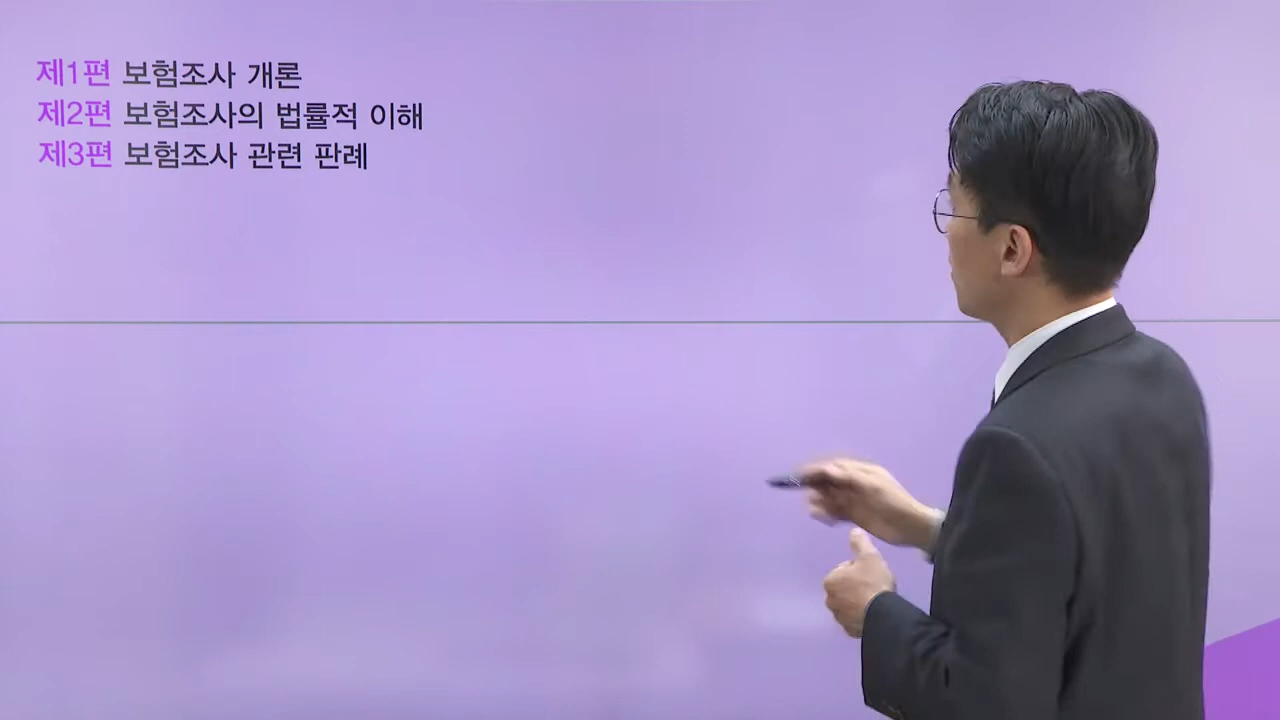 제1편 보험조사 개론
제2편 보험조사의 법률적 이해
제3편 보험조사 관련 판례